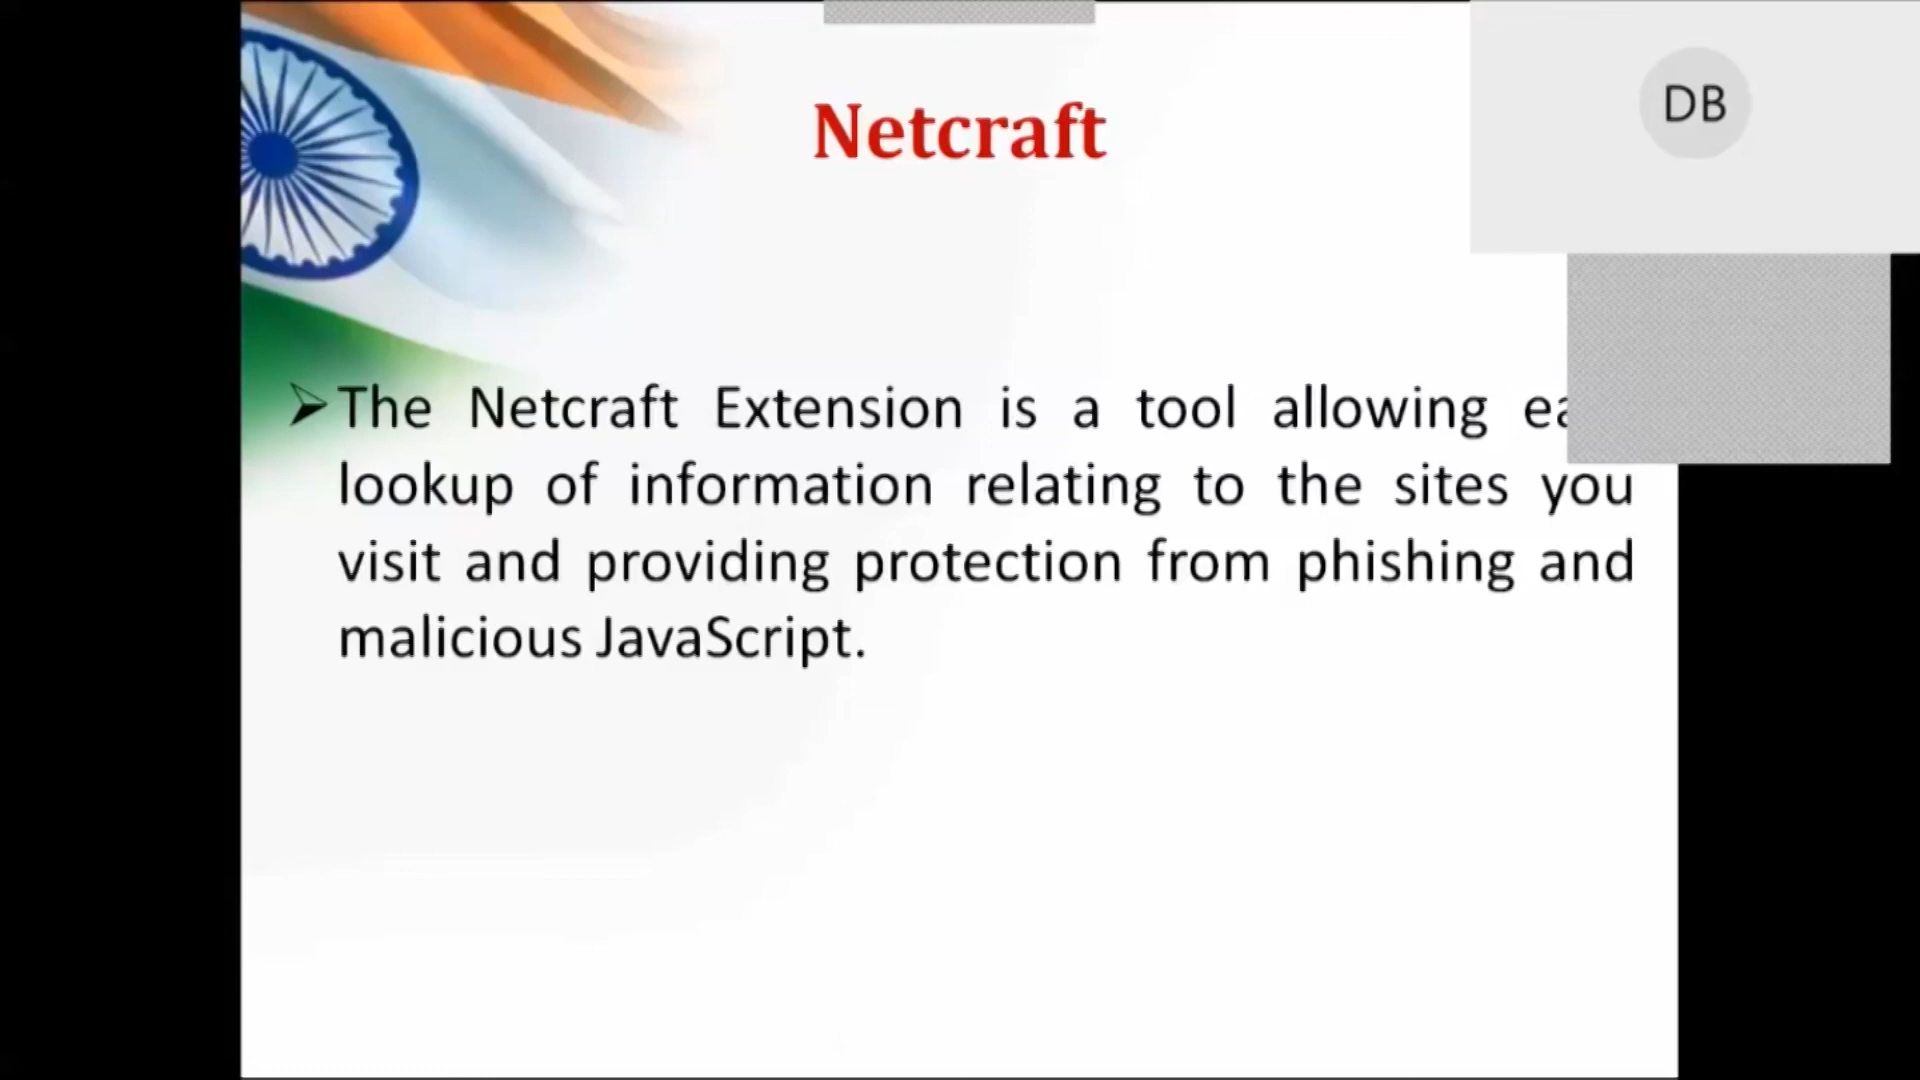 Netcraft
DB
The Netcraft Extension is a tool allowing
lookup of information relating to the sites you
visit and providing protection from phishing and
malicious JavaScript.